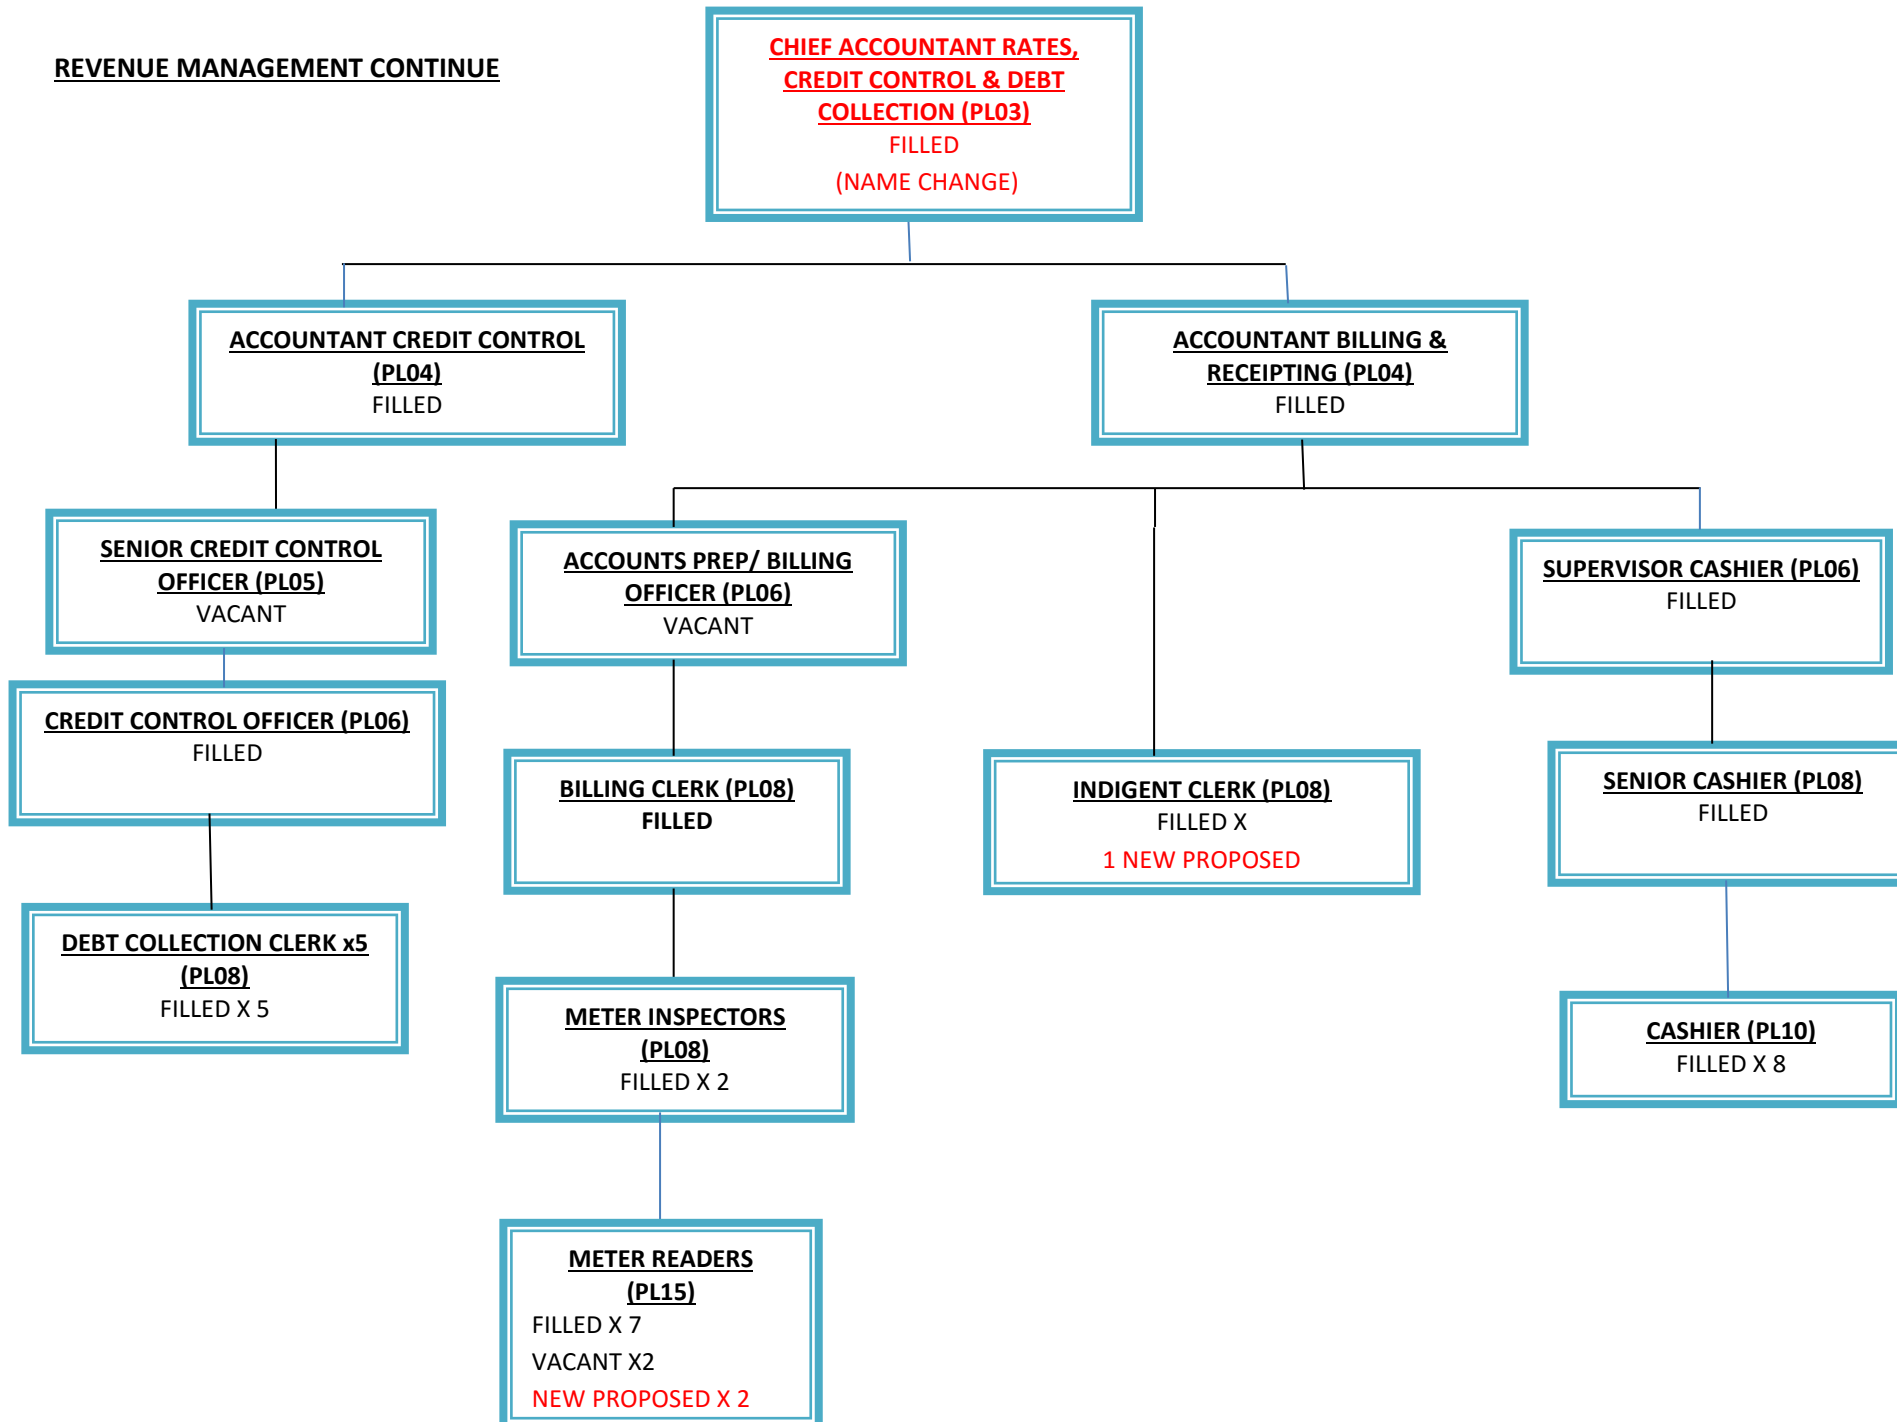 REVENUE MANAGEMENT CONTINUE
CHIEF ACCOUNTANT RATES,
CREDIT CONTROL & DEBT
COLLECTION (PL03)
FILLED
(NAME CHANGE)
ACCOUNTANT CREDIT CONTROL
(PL04)
FILLED
ACCOUNTANT BILLING &
RECEIPTING (PL04)
FILLED
SENIOR CREDIT CONTROL
OFFICER (PL05)
VACANT
ACCOUNTS PREP/ BILLING
OFFICER (PL06)
VACANT
SUPERVISOR CASHIER (PL06)
FILLED
CREDIT CONTROL OFFICER (PL06)
FILLED
BILLING CLERK (PL08)
FILLED
INDIGENT CLERK (PL08)
FILLED X
1 NEW PROPOSED
SENIOR CASHIER (PL08)
FILLED
DEBT COLLECTION CLERK x5
(PL08)
FILLED X 5
METER INSPECTORS
(PL08)
FILLED X 2
CASHIER (PL10)
FILLED X 8
METER READERS
(PL15)
FILLED X 7
VACANT X2
NEW PROPOSED X 2